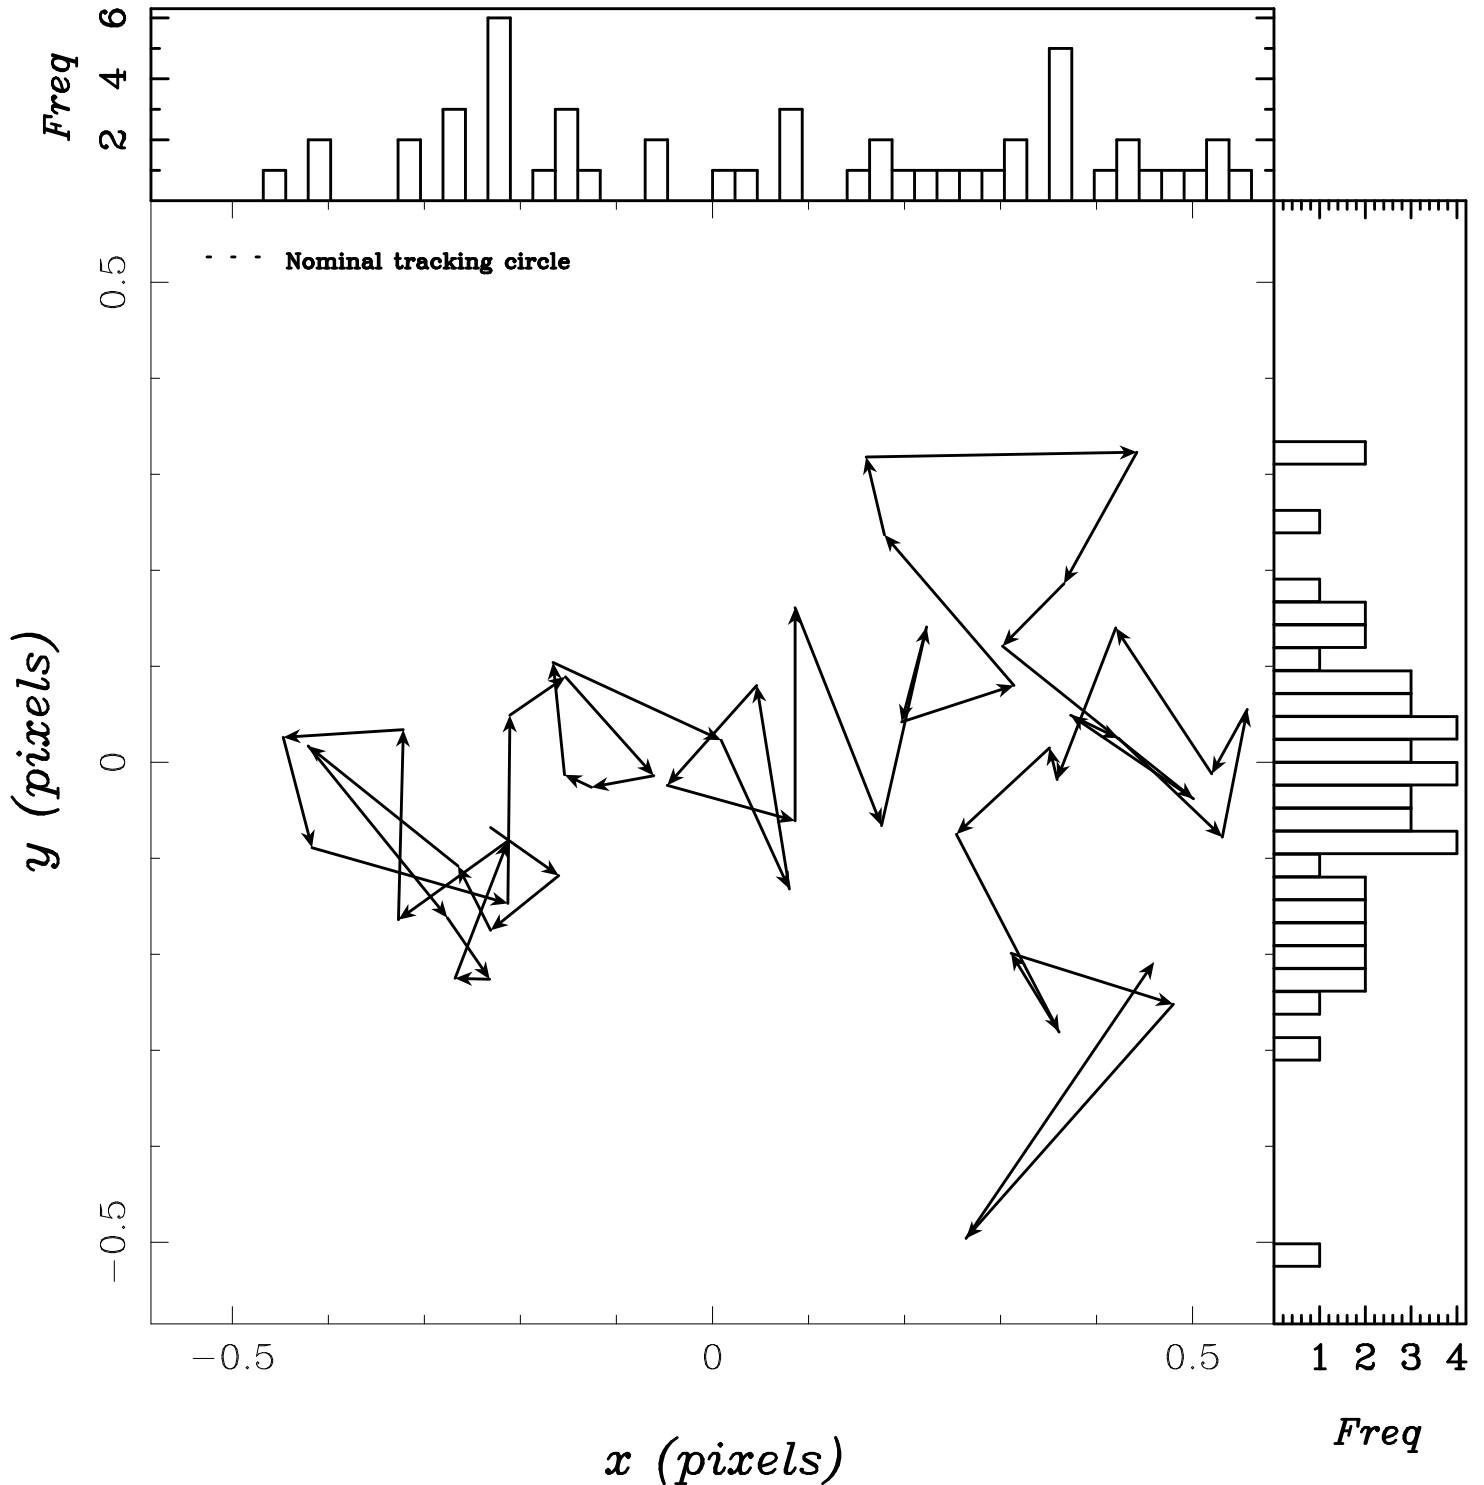 Freq
6
4
2
- - - Nominal tracking circle
0.5
0
−0.5
y (pixels)
−0.5 0 0.5
x (pixels)
1 2 3 4
Freq